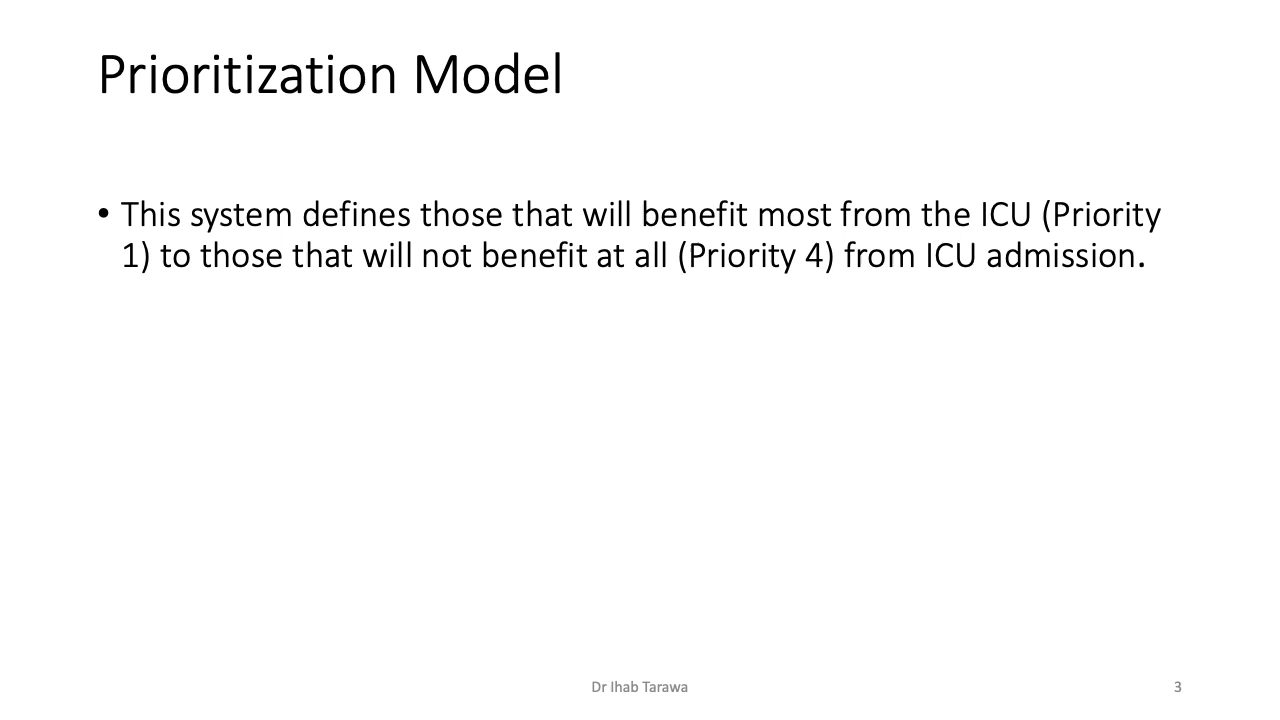 Prioritization Model
• This system defines those that will benefit most from the ICU (Priority
1) to those that will not benefit at all (Priority 4) from ICU admission.
Dr Ihab Tarawa
3